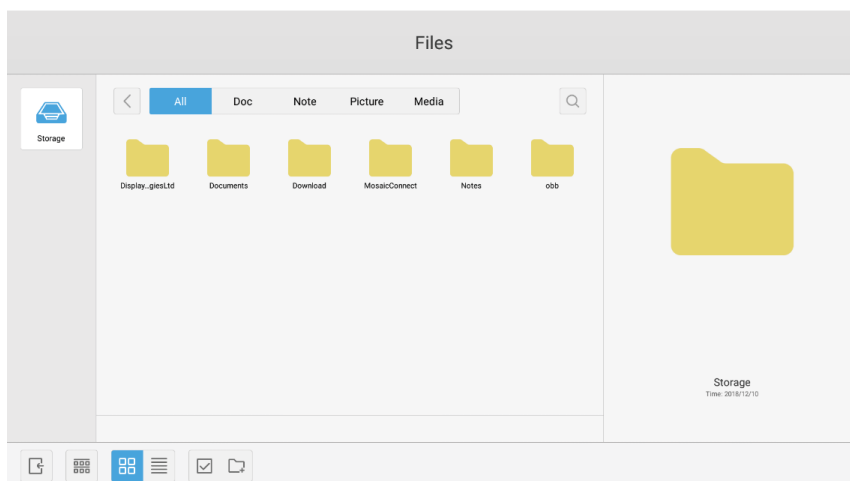 Files
Storage
All Doc Note Picture Media
Display...giesLtd Documents Download MosaicConnect Notes obb
Storage
Time: 2018/12/10